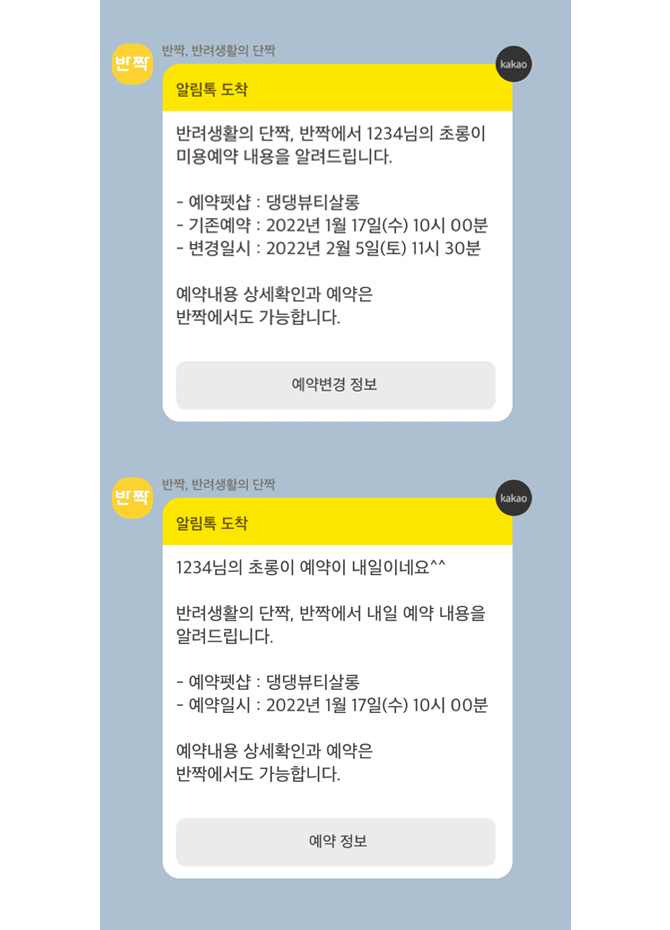 반짝, 반려생활의 단짝
반짝
kakao
알림톡 도착
반려생활의 단짝, 반짝에서 1234님의 초롱이
미용예약 내용을 알려드립니다.
- 예약펫샵 : 댕댕뷰티살롱
- 기존예약 : 2022년 1월 17일(수) 10시 00분
- 변경일시 : 2022년 2월 5일(토) 11시 30분
예약내용 상세확인과 예약은
반짝에서도 가능합니다.
예약변경 정보
반짝, 반려생활의 단짝
반짝
kakao
알림톡 도착
1234님의 초롱이 예약이 내일이네요^^
반려생활의 단짝, 반짝에서 내일 예약 내용을
알려드립니다.
- 예약펫샵 : 댕댕뷰티살롱
- 예약일시 : 2022년 1월 17일(수) 10시 00분
예약내용 상세확인과 예약은
반짝에서도 가능합니다.
예약 정보